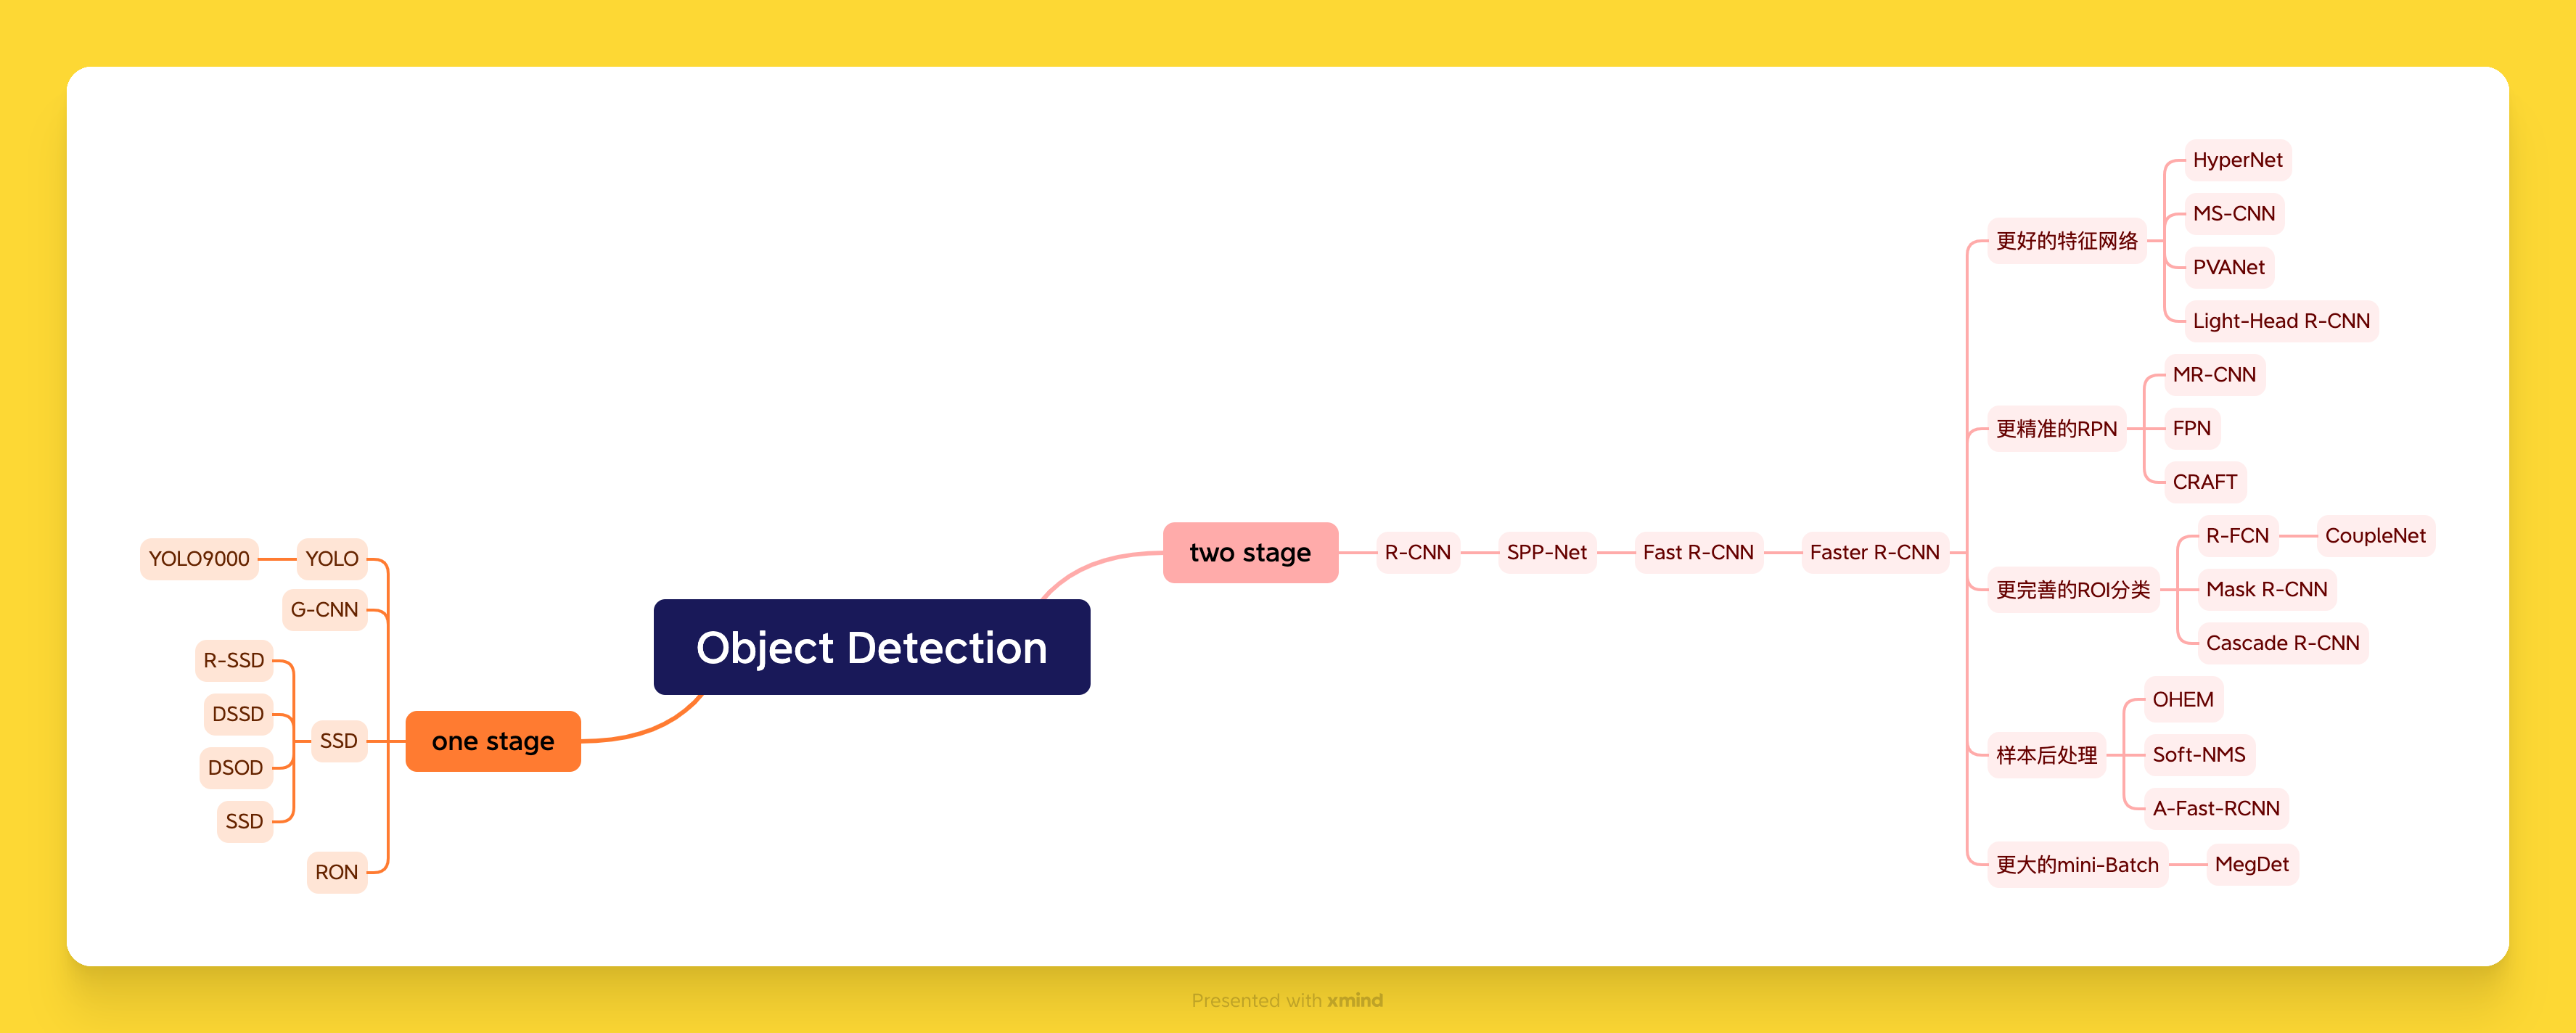 Object Detection
two stage
R-CNN
SPP-Net
Fast R-CNN
Faster R-CNN
更好的特征网络
HyperNet
MS-CNN
PVANet
Light-Head R-CNN
更精准的RPN
MR-CNN
FPN
CRAFT
更完善的ROI分类
R-FCN
CoupleNet
Mask R-CNN
Cascade R-CNN
样本后处理
OHEM
Soft-NMS
A-Fast-RCNN
更大的mini-Batch
MegDet
one stage
YOLO
YOLO9000
G-CNN
SSD
R-SSD
DSSD
DSOD
SSD
RON
Presented with xmind